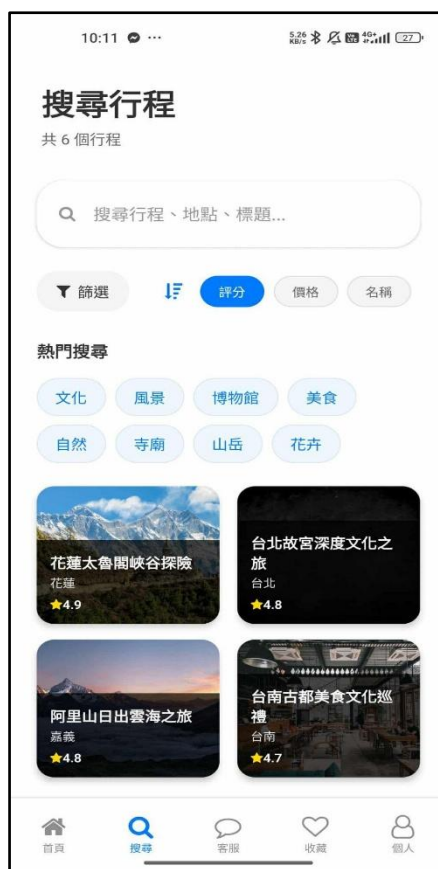 10:11 ...
5.26 KB/s 4G+ 27
搜尋行程
共 6 個行程
搜尋行程、地點、標題...
篩選 評分 價格 名稱
熱門搜尋
文化 風景 博物館 美食
自然 寺廟 山岳 花卉
花蓮太魯閣峽谷探險
花蓮
4.9
台北故宮深度文化之
旅
台北
4.8
阿里山日出雲海之旅
嘉義
4.8
台南古都美食文化巡
禮
台南
4.7
首頁 搜尋 客服 收藏 個人